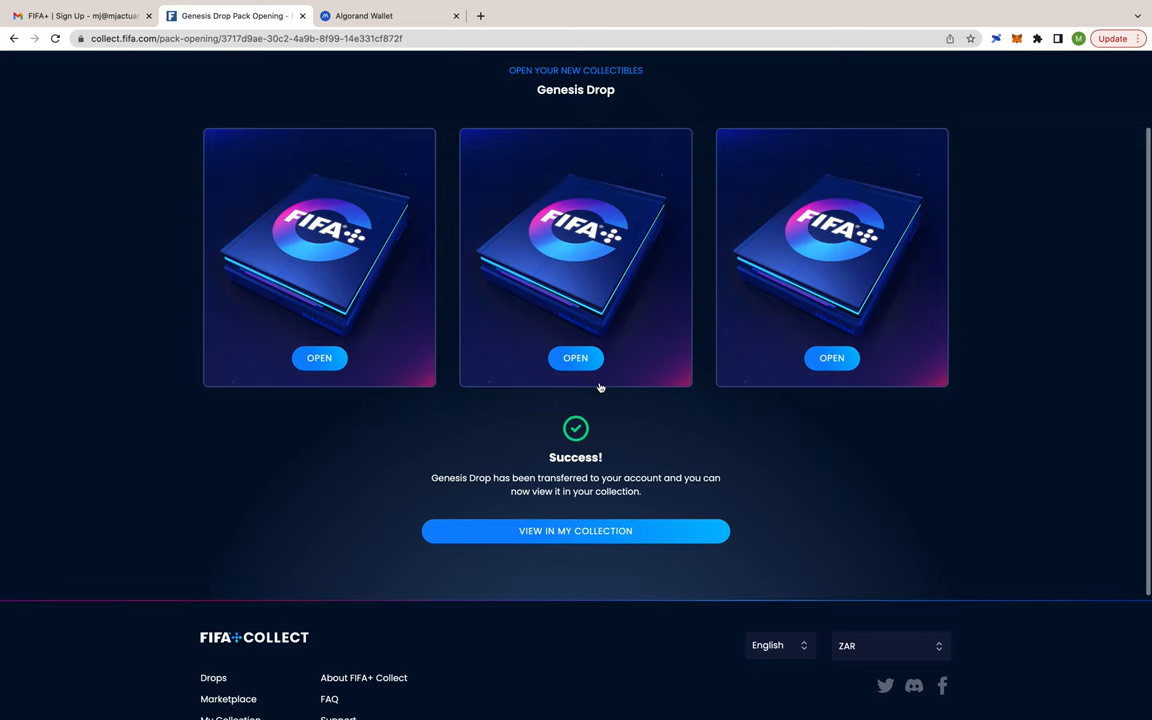 FIFA+ | Sign Up - mj@mjactua
Genesis Drop Pack Opening -
Algorand Wallet
collect.fifa.com/pack-opening/3717d9ae-30c2-4a9b-8f99-14e331cf872f
M
Update
OPEN YOUR NEW COLLECTIBLES
Genesis Drop
FIFA+
FIFA+
FIFA+
OPEN
OPEN
OPEN
Success!
Genesis Drop has been transferred to your account and you can
now view it in your collection.
VIEW IN MY COLLECTION
FIFA+COLLECT
English
ZAR
Drops
About FIFA+ Collect
Marketplace
FAQ
My Collection
Support